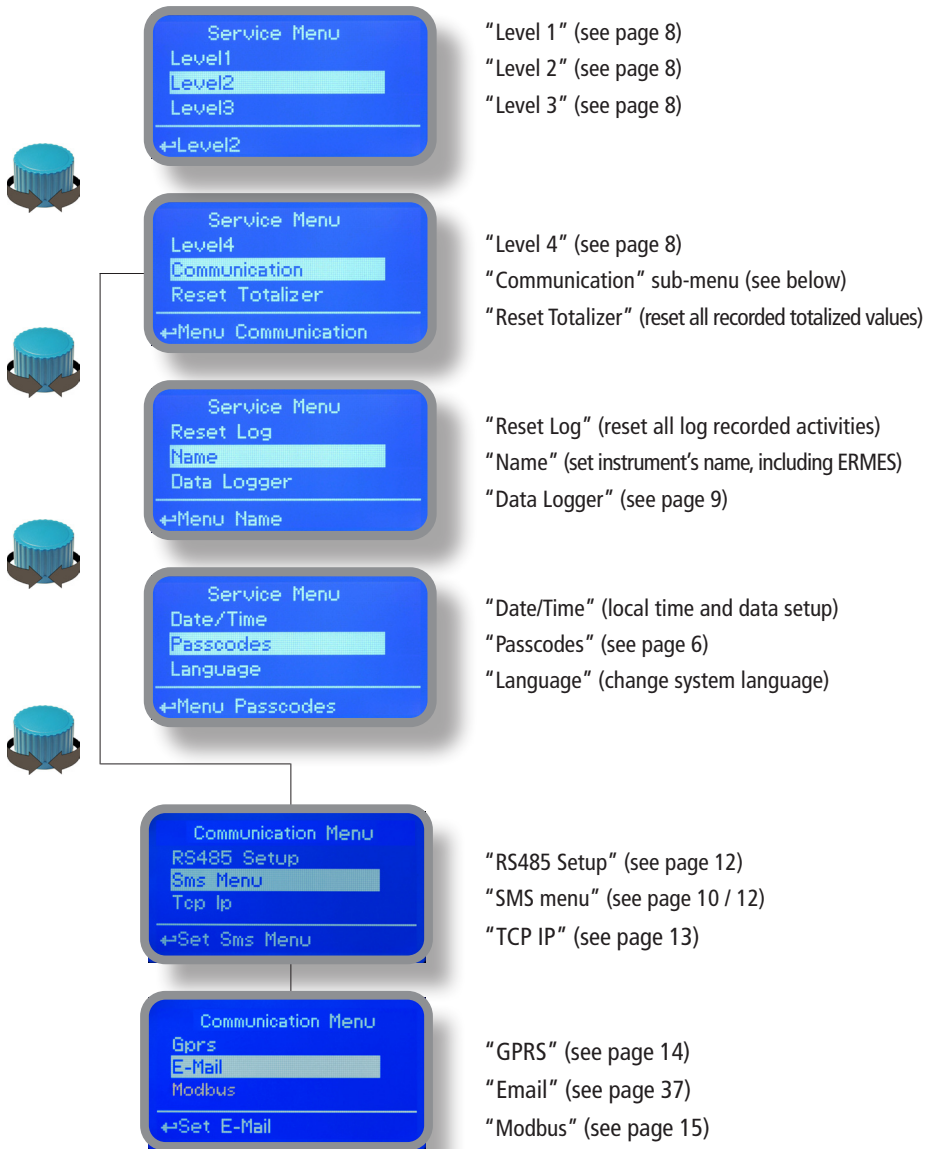 Service Menu
Level1
Level2
Level3
↵Level2
"Level 1" (see page 8)
"Level 2" (see page 8)
"Level 3" (see page 8)
Service Menu
Level4
Communication
Reset Totalizer
↵Menu Communication
"Level 4" (see page 8)
"Communication" sub-menu (see below)
"Reset Totalizer" (reset all recorded totalized values)
Service Menu
Reset Log
Name
Data Logger
↵Menu Name
"Reset Log" (reset all log recorded activities)
"Name" (set instrument's name, including ERMES)
"Data Logger" (see page 9)
Service Menu
Date/Time
Passcodes
Language
↵Menu Passcodes
"Date/Time" (local time and data setup)
"Passcodes" (see page 6)
"Language" (change system language)
Communication Menu
RS485 Setup
Sms Menu
Tcp Ip
↵Set Sms Menu
"RS485 Setup" (see page 12)
"SMS menu" (see page 10 / 12)
"TCP IP" (see page 13)
Communication Menu
Gprs
E-Mail
Modbus
↵Set E-Mail
"GPRS" (see page 14)
"Email" (see page 37)
"Modbus" (see page 15)